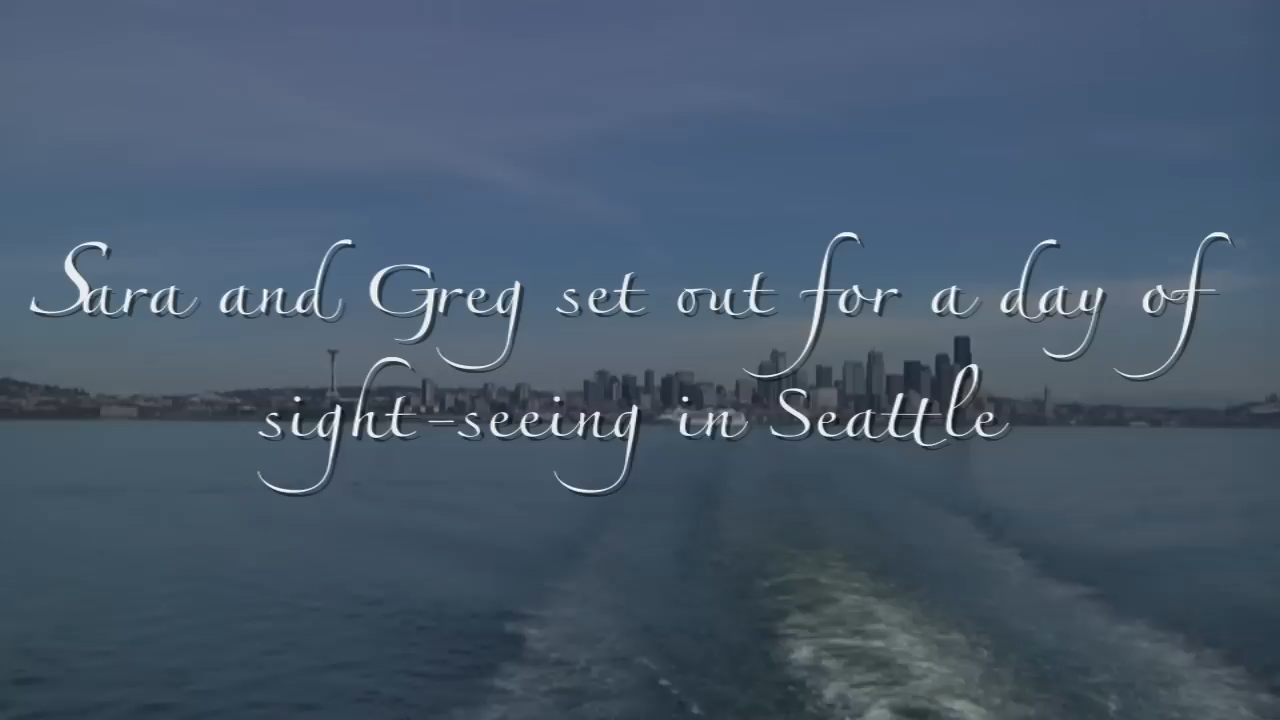 Sara and Greg set out for a day of
sight-seeing in Seattle